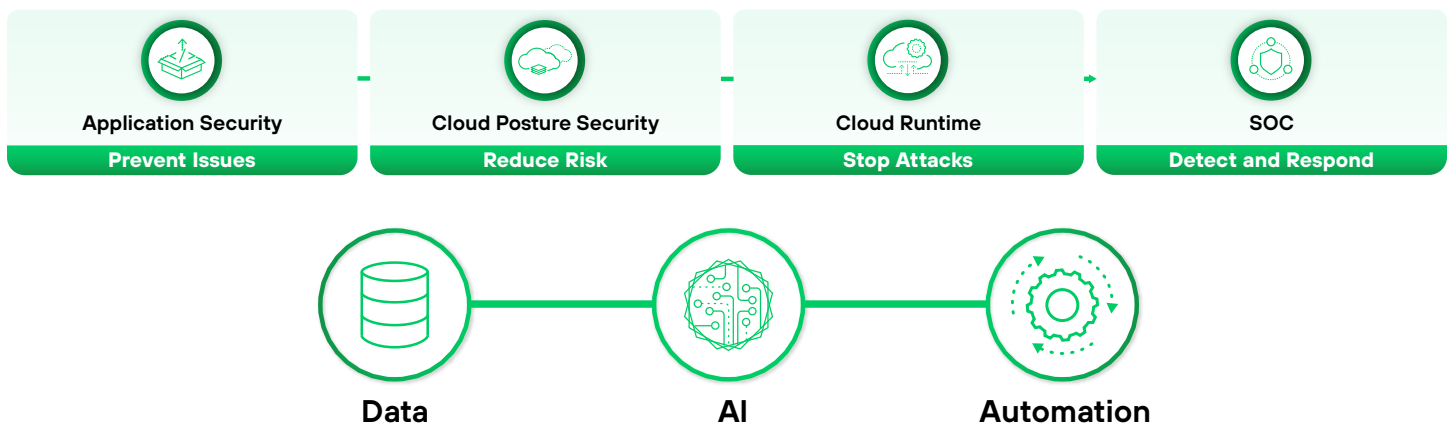 Application Security
Prevent Issues
Cloud Posture Security
Reduce Risk
Cloud Runtime
Stop Attacks
SOC
Detect and Respond
Data
AI
Automation